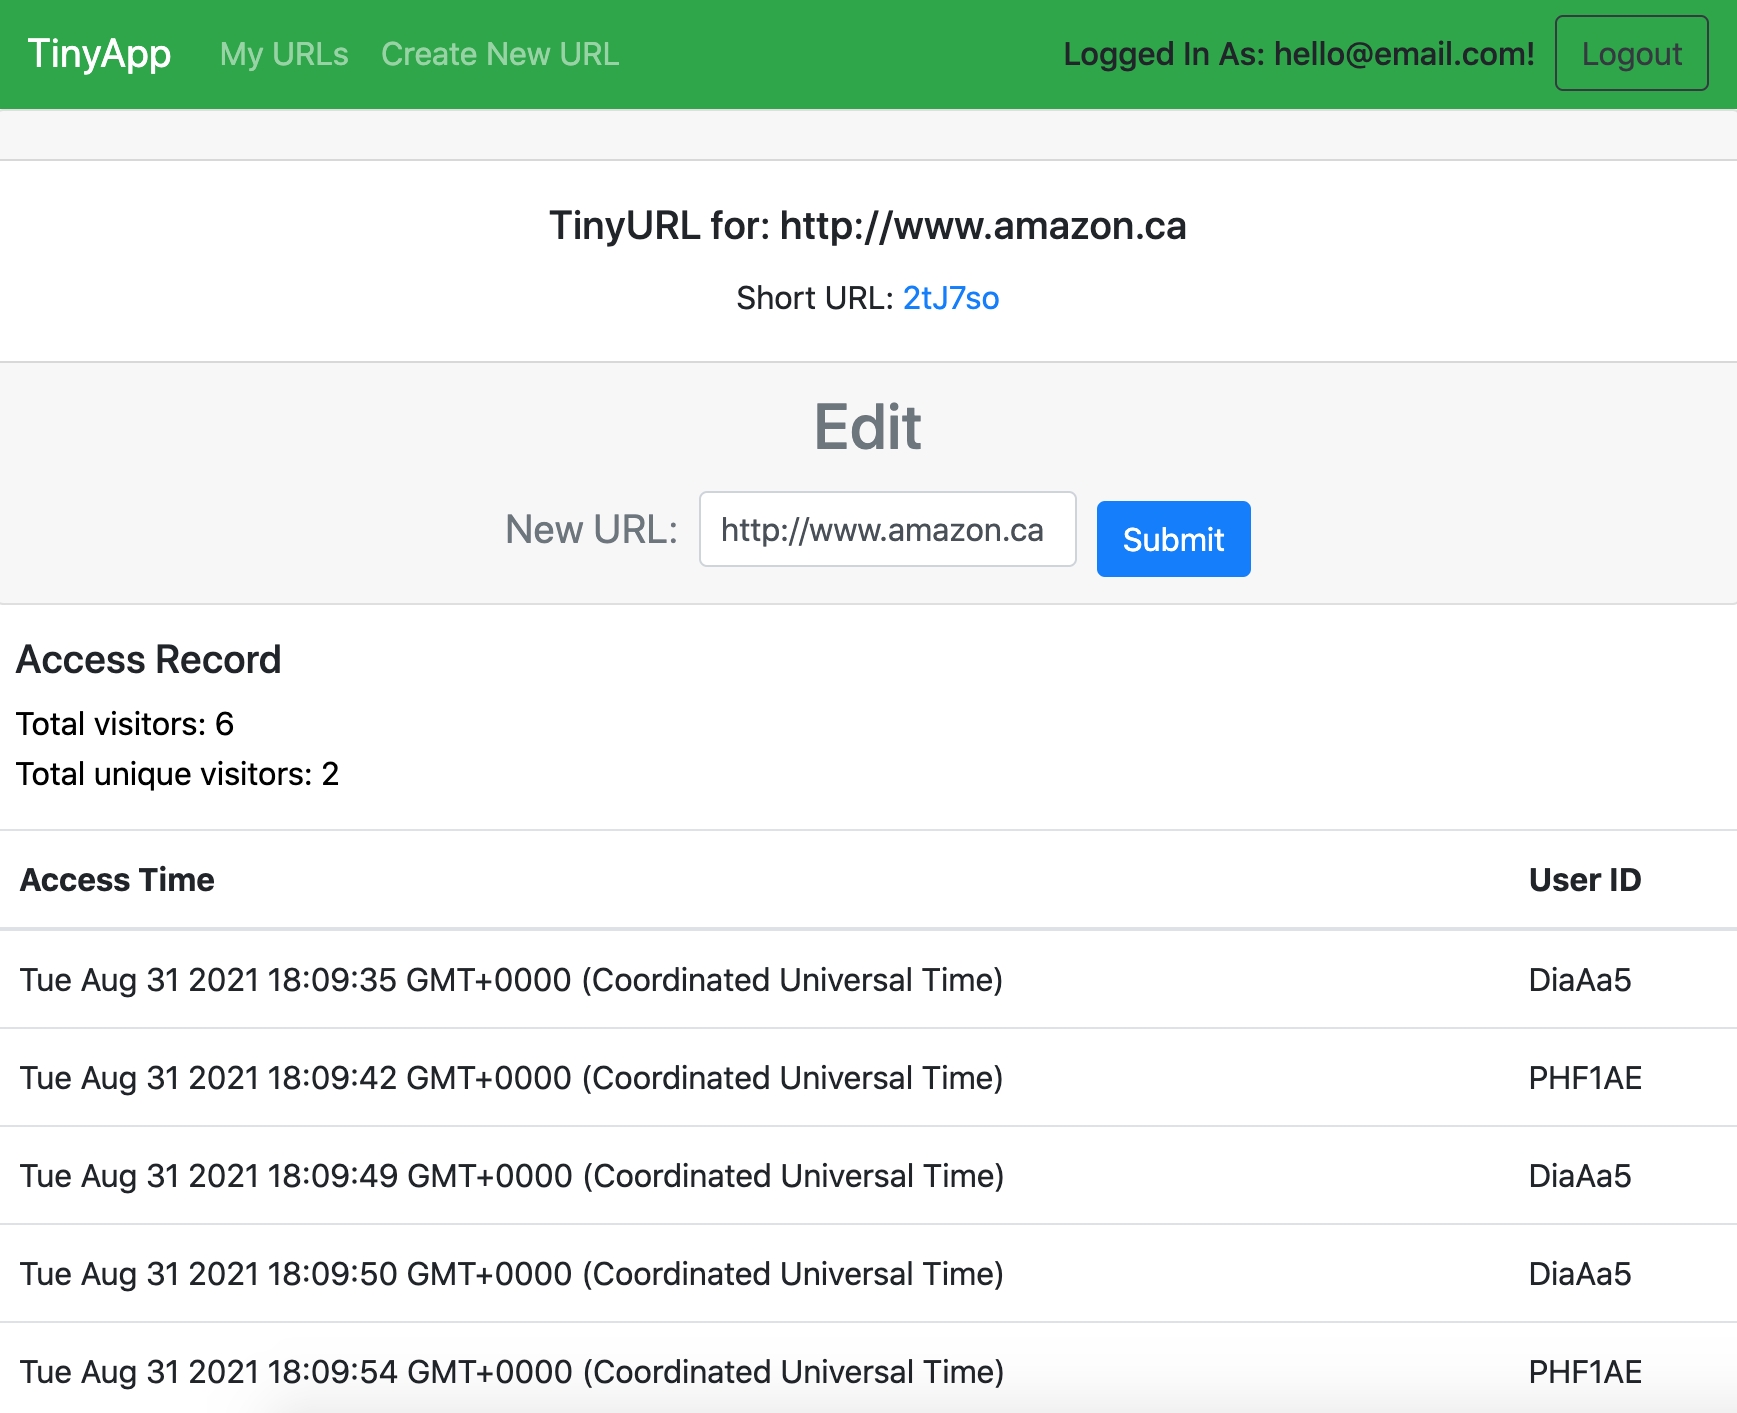 TinyApp My URLs Create New URL Logged In As: hello@email.com! Logout
TinyURL for: http://www.amazon.ca
Short URL: 2tJ7so
Edit
New URL: http://www.amazon.ca Submit
Access Record
Total visitors: 6
Total unique visitors: 2
Access Time User ID
Tue Aug 31 2021 18:09:35 GMT+0000 (Coordinated Universal Time) DiaAa5
Tue Aug 31 2021 18:09:42 GMT+0000 (Coordinated Universal Time) PHF1AE
Tue Aug 31 2021 18:09:49 GMT+0000 (Coordinated Universal Time) DiaAa5
Tue Aug 31 2021 18:09:50 GMT+0000 (Coordinated Universal Time) DiaAa5
Tue Aug 31 2021 18:09:54 GMT+0000 (Coordinated Universal Time) PHF1AE